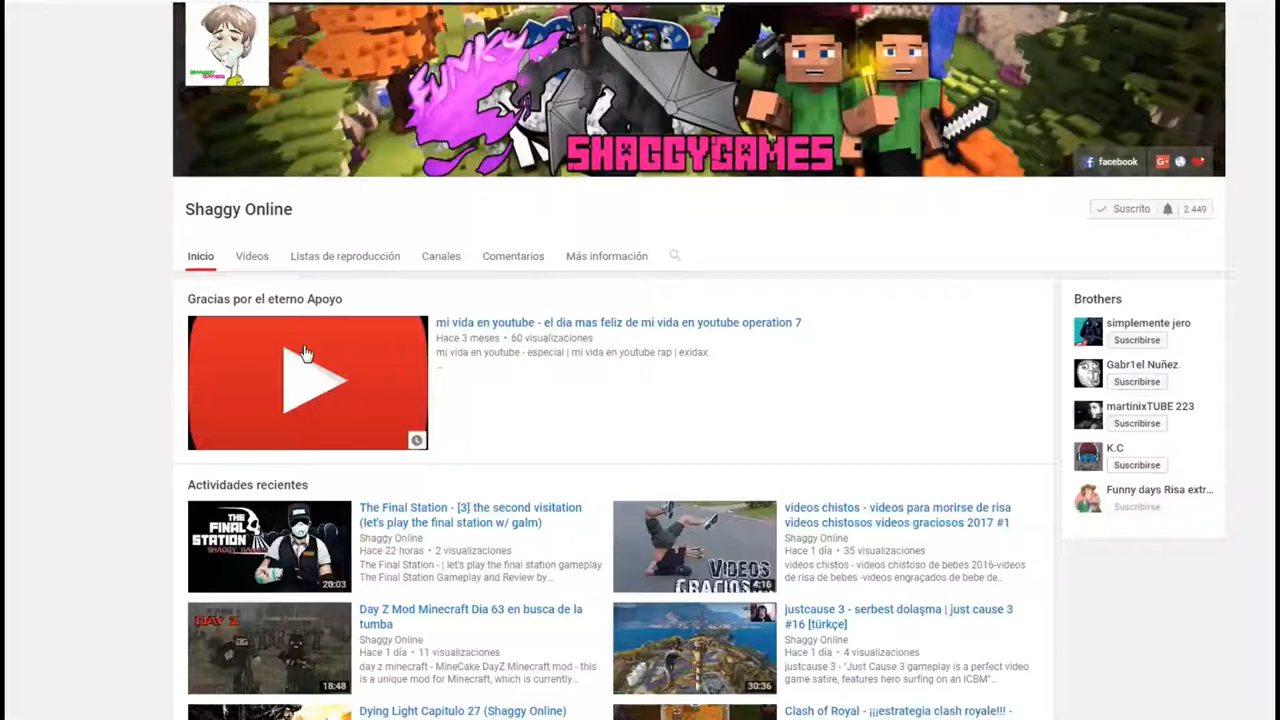 SHAGGYGAMES
facebook
Shaggy Online
Suscrito 2.449
Inicio Vídeos Listas de reproducción Canales Comentarios Más información
Gracias por el eterno Apoyo
mi vida en youtube - el dia mas feliz de mi vida en youtube operation 7
Hace 3 meses • 60 visualizaciones
mi vida en youtube - especial | mi vida en youtube rap | exidax.
...
Brothers
simplemente jero
Suscribirse
Gabr1el Nuñez.
Suscribirse
martinixTUBE 223
Suscribirse
K.C
Suscribirse
Funny days Risa extr...
Suscribirse
Actividades recientes
THE FINAL STATION
SHAGGY GAMES
20:03
The Final Station - [3] the second visitation
(let's play the final station w/ galm)
Shaggy Online
Hace 22 horas • 2 visualizaciones
The Final Station - | let's play the final station gameplay
The Final Station Gameplay and Review by...
VIDEOS
GRACIOSOS
4:16
videos chistos - videos para morirse de risa
videos chistosos videos graciosos 2017 #1
Shaggy Online
Hace 1 día • 35 visualizaciones
videos chistos - videos chistoso de bebes 2016-videos
de risa de bebes -videos engraçados de bebe de..
DAY Z
18:48
Day Z Mod Minecraft Dia 63 en busca de la
tumba
Shaggy Online
Hace 1 día • 11 visualizaciones
day z minecraft - MineCake DayZ Minecraft mod - this
is a unique mod for Minecraft, which is currently...
30:36
justcause 3 - serbest dolaşma | just cause 3
#16 [türkçe]
Shaggy Online
Hace 1 día • 4 visualizaciones
justcause 3 - "Just Cause 3 gameplay is a perfect video
game satire, features hero surfing on an ICBM"...
Dying Light Capitulo 27 (Shaggy Online)
Clash of Royal - ¡¡¡estrategia clash royale!!! -